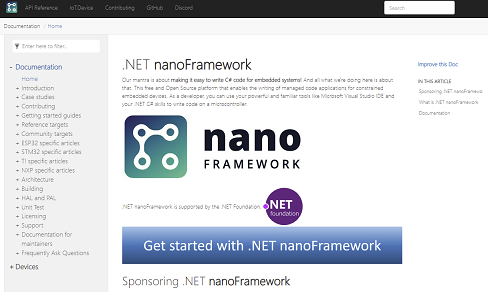 API Reference IoT.Device Contributing GitHub Discord Search
Documentation / Home
Enter here to filter...
- Documentation
Home
+ Introduction
+ Case studies
+ Contributing
+ Getting started guides
+ Reference targets
+ Community targets
+ ESP32 specific articles
+ STM32 specific articles
+ TI specific articles
+ NXP specific articles
+ Architecture
+ Building
+ HAL and PAL
+ Unit Test
+ Licensing
+ Support
+ Documentation for
maintainers
+ Frequently Ask Questions
+ Devices
.NET nanoFramework
Our mantra is about making it easy to write C# code for embedded systems! And all what we're doing here is about
that. This free and Open Source platform that enables the writing of managed code applications for constrained
embedded devices. As a developer, you can use your powerful and familiar tools like Microsoft Visual Studio IDE and
your .NET C# skills to write code on a microcontroller.
nano
FRAMEWORK
.NET nanoFramework is supported by the .NET Foundation.
.NET
foundation
Get started with .NET nanoFramework
Sponsoring .NET nanoFramework
Improve this Doc
IN THIS ARTICLE
Sponsoring .NET nanoFramewo
What is .NET nanoFramework
Documentation